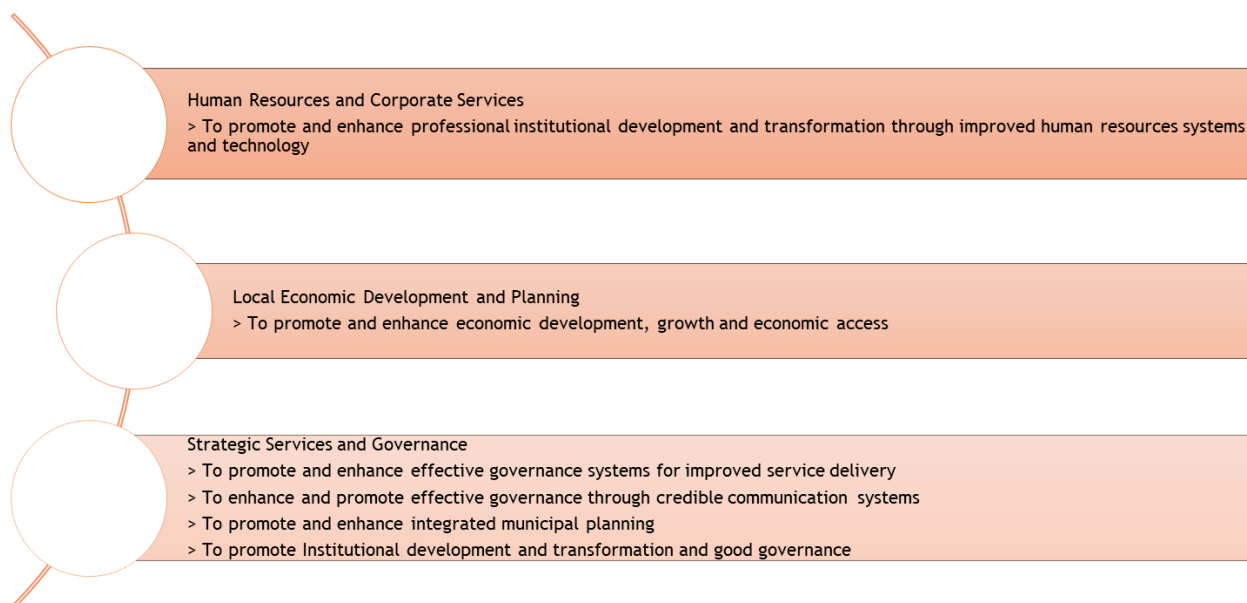 Human Resources and Corporate Services
> To promote and enhance professional institutional development and transformation through improved human resources systems
and technology
Local Economic Development and Planning
> To promote and enhance economic development, growth and economic access
Strategic Services and Governance
> To promote and enhance effective governance systems for improved service delivery
> To enhance and promote effective governance through credible communication systems
> To promote and enhance integrated municipal planning
> To promote Institutional development and transformation and good governance